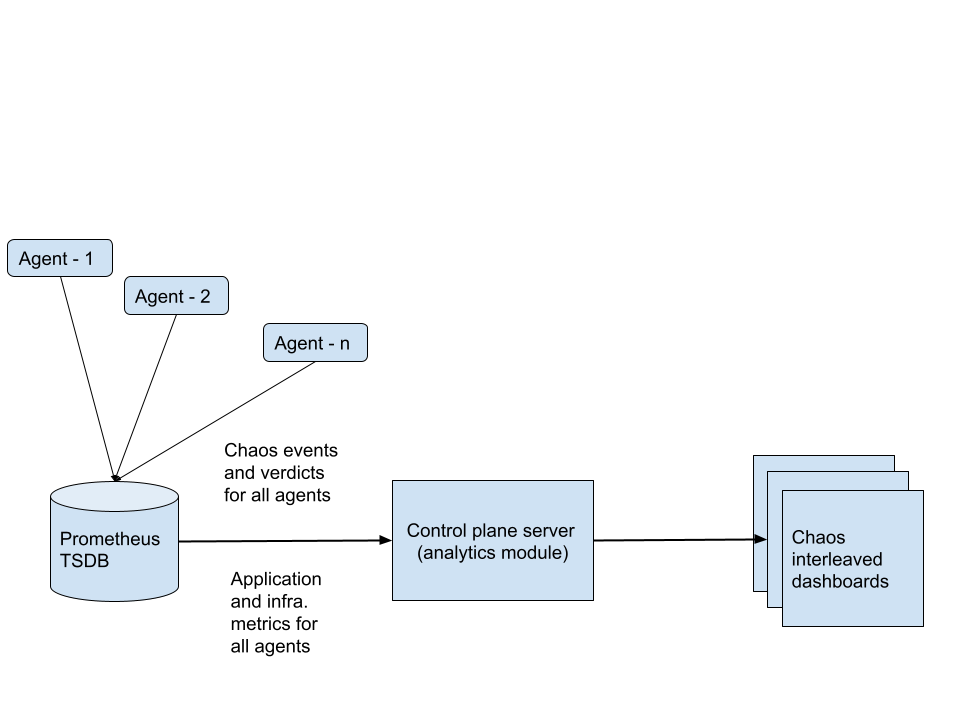 Agent - 1
Agent - 2
Agent - n
Chaos events
and verdicts
for all agents
Prometheus
TSDB
Application
and infra.
metrics for
all agents
Control plane server
(analytics module)
Chaos
interleaved
dashboards